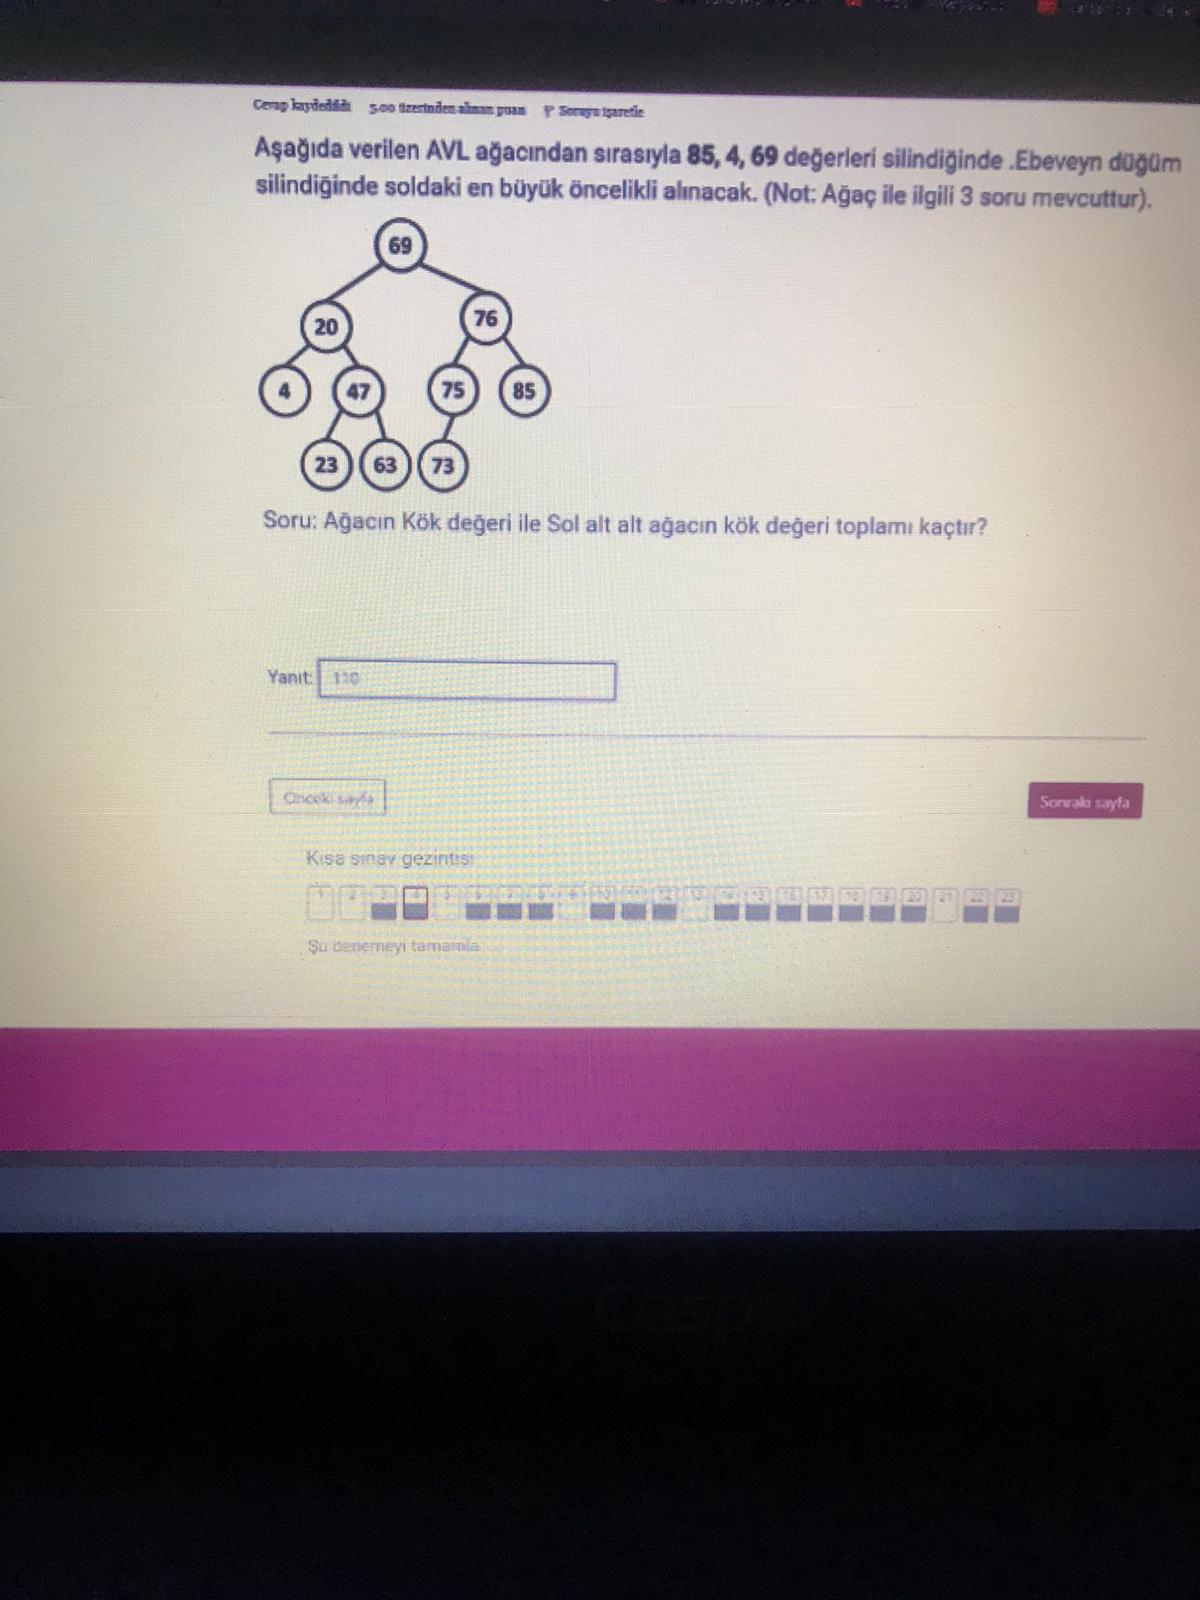 Cevap kaydedildi 5,00 üzerinden alınan puan Soruyu işaretle
Aşağıda verilen AVL ağacından sırasıyla 85, 4, 69 değerleri silindiğinde .Ebeveyn düğüm
silindiğinde soldaki en büyük öncelikli alınacak. (Not: Ağaç ile ilgili 3 soru mevcuttur).
69
20 76
4 47 75 85
23 63 73
Soru: Ağacın Kök değeri ile Sol alt alt ağacın kök değeri toplamı kaçtır?
Yanıt: 110
Önceki sayfa
Sonraki sayfa
Kısa sınav gezintisi
1 2 3 4 5 6 7 8 9 10 11 12 13 14 15 16 17 18 19 20 21 22 23
Şu denemeyi tamamla
Casper